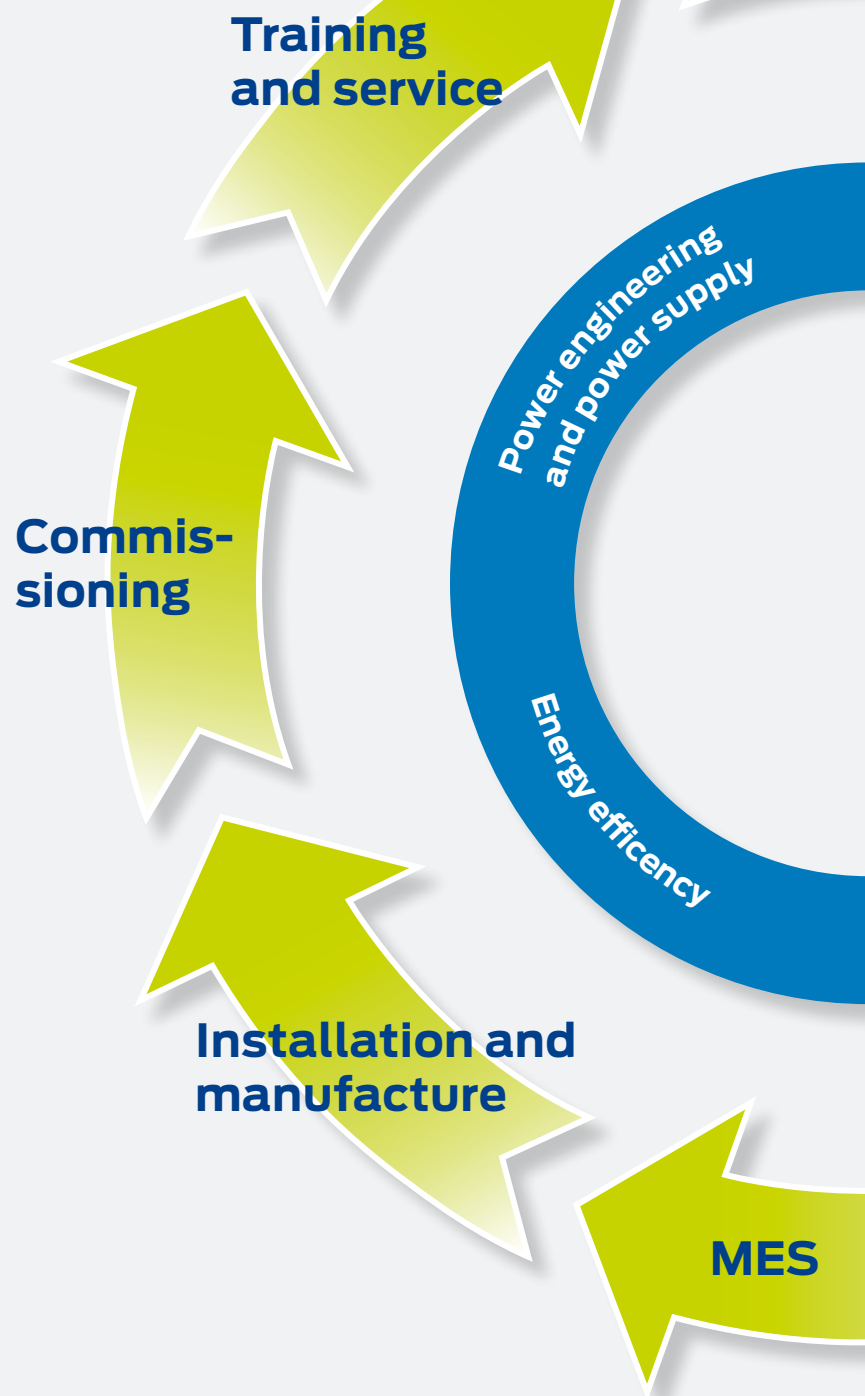 Training
and service
Power engineering
and power supply
Commis-
sioning
Energy efficency
Installation and
manufacture
MES